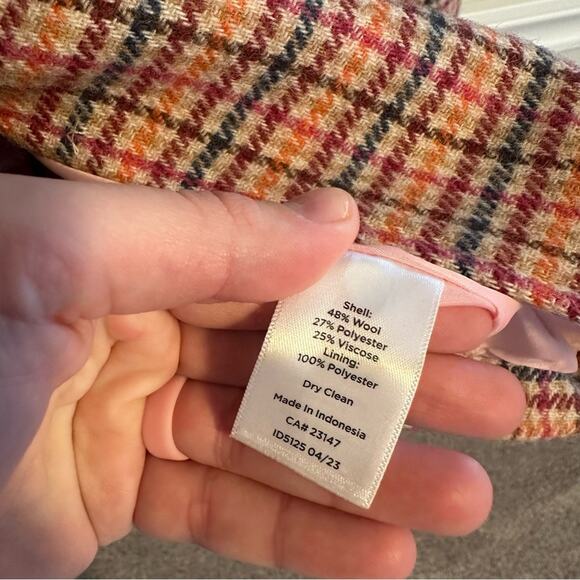 Shell:
48% Wool
27% Polyester
25% Viscose
Lining:
100% Polyester
Dry Clean
Made in Indonesia
CA# 23147
ID5125 04/23